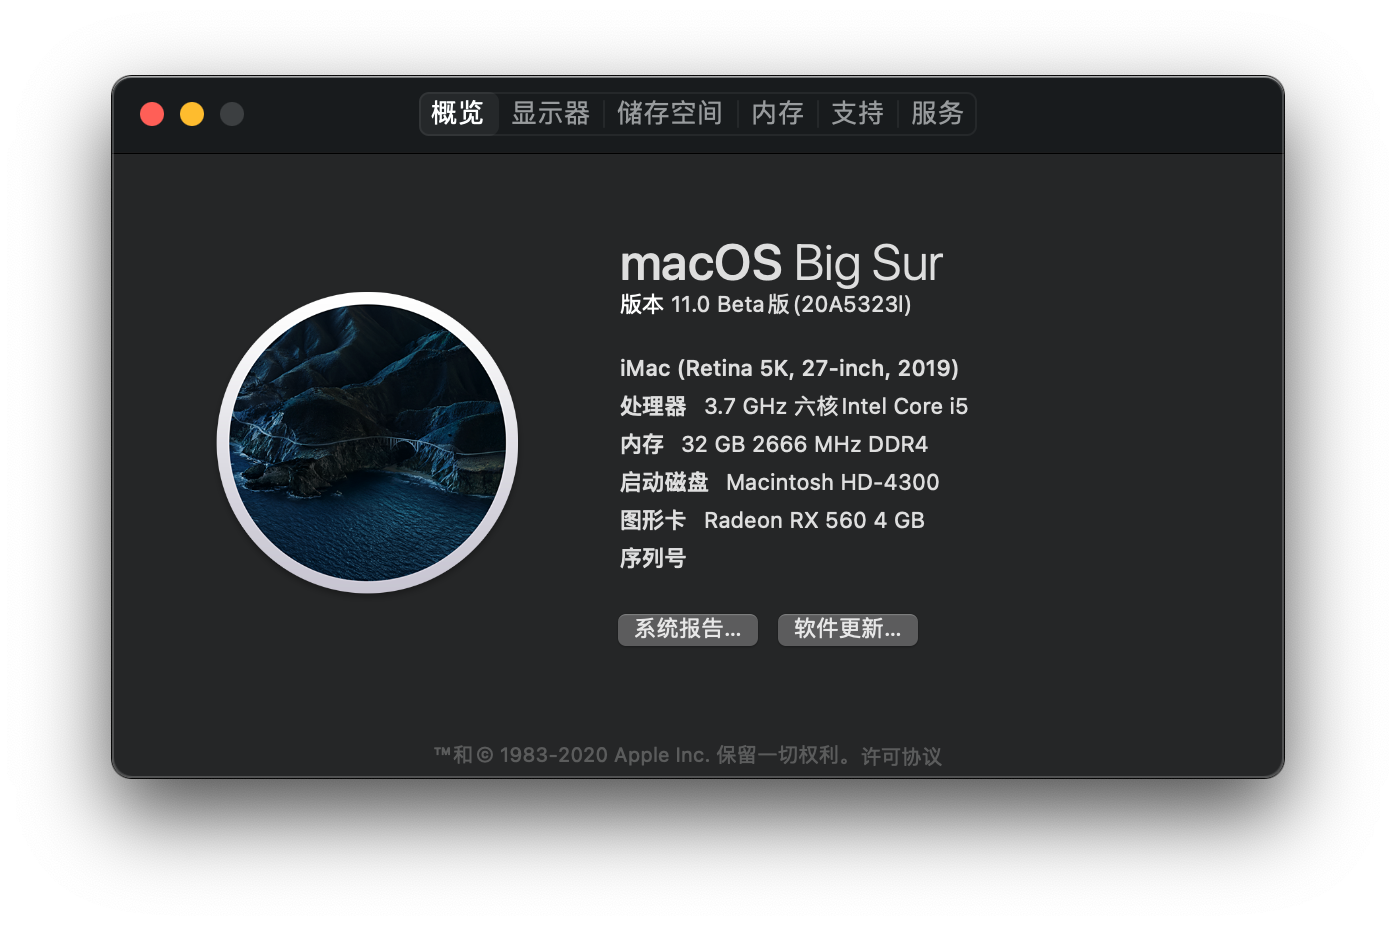 概览 显示器 储存空间 内存 支持 服务
macOS Big Sur
版本 11.0 Beta版 (20A5323l)
iMac (Retina 5K, 27-inch, 2019)
处理器 3.7 GHz 六核Intel Core i5
内存 32 GB 2666 MHz DDR4
启动磁盘 Macintosh HD-4300
图形卡 Radeon RX 560 4 GB
序列号
系统报告... 软件更新...
™和© 1983-2020 Apple Inc. 保留一切权利。许可协议